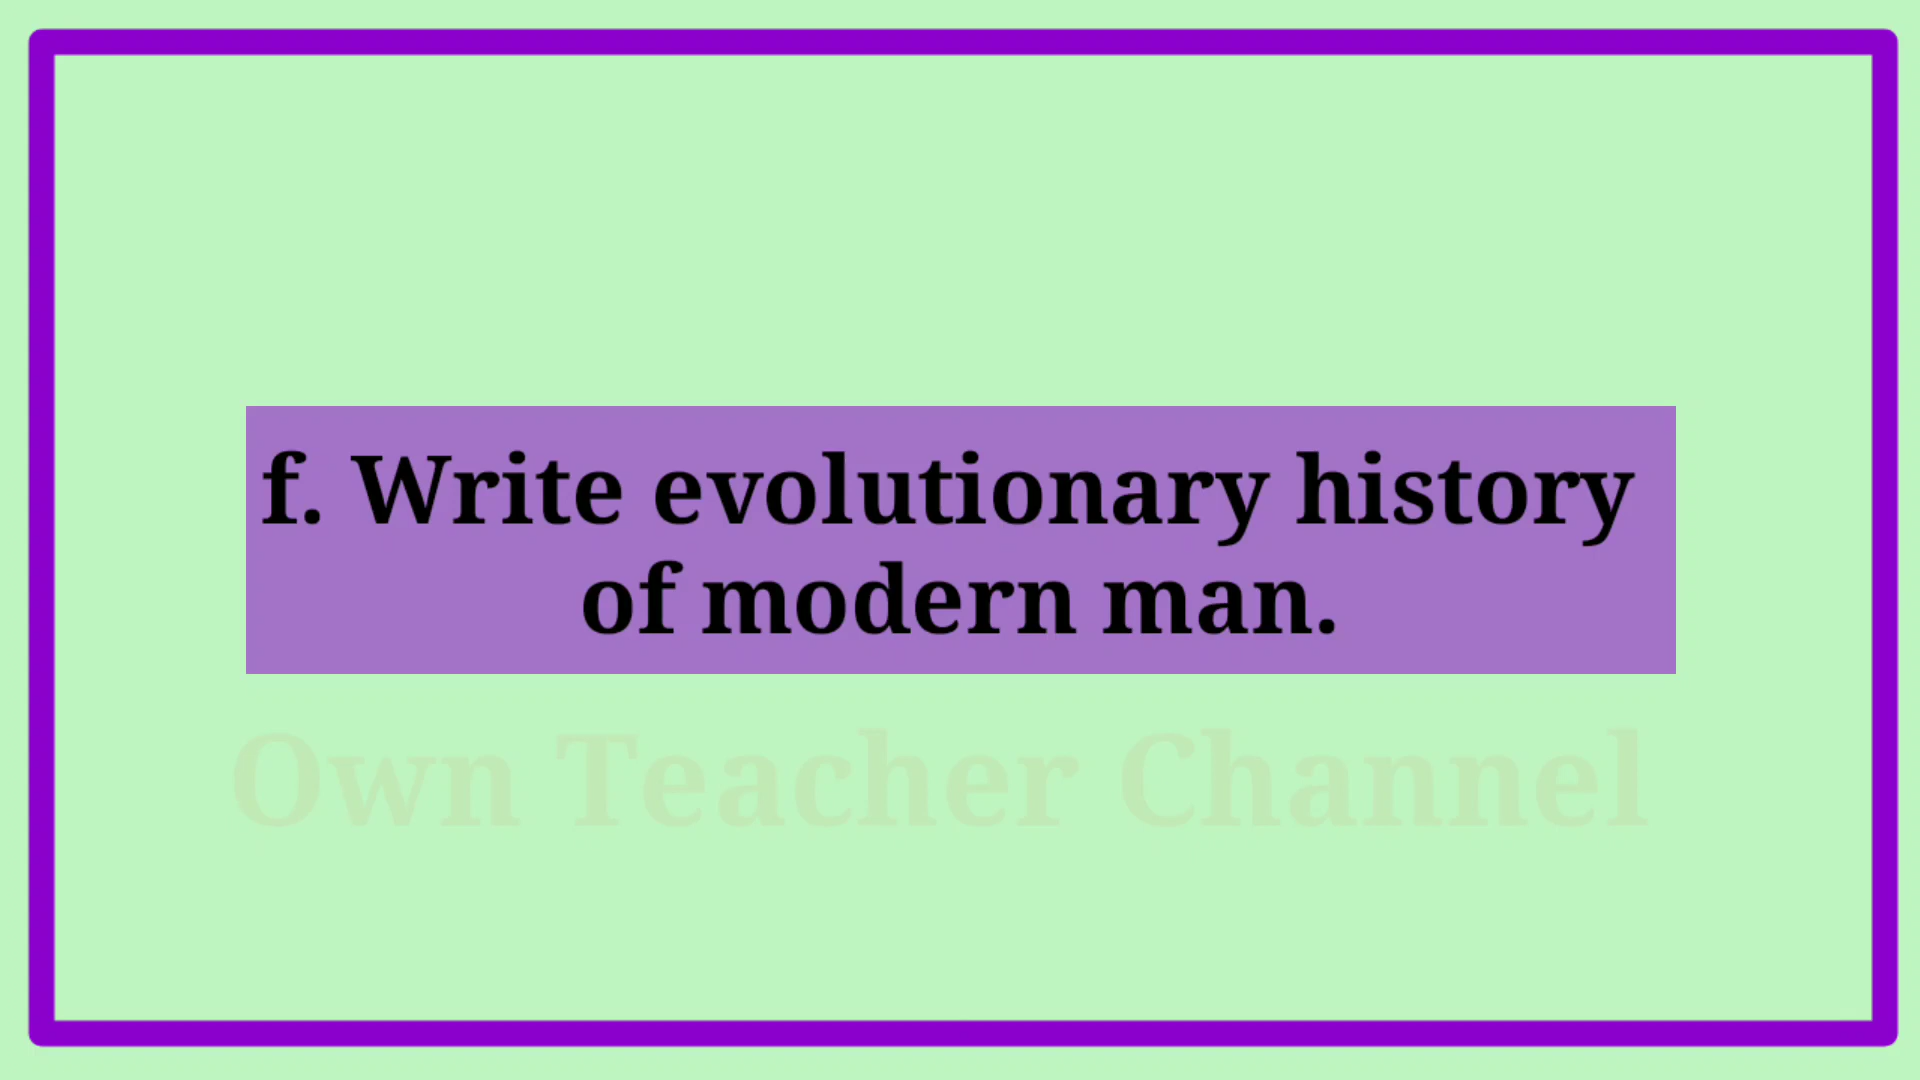 f. Write evolutionary history
of modern man.
Own Teacher Channel